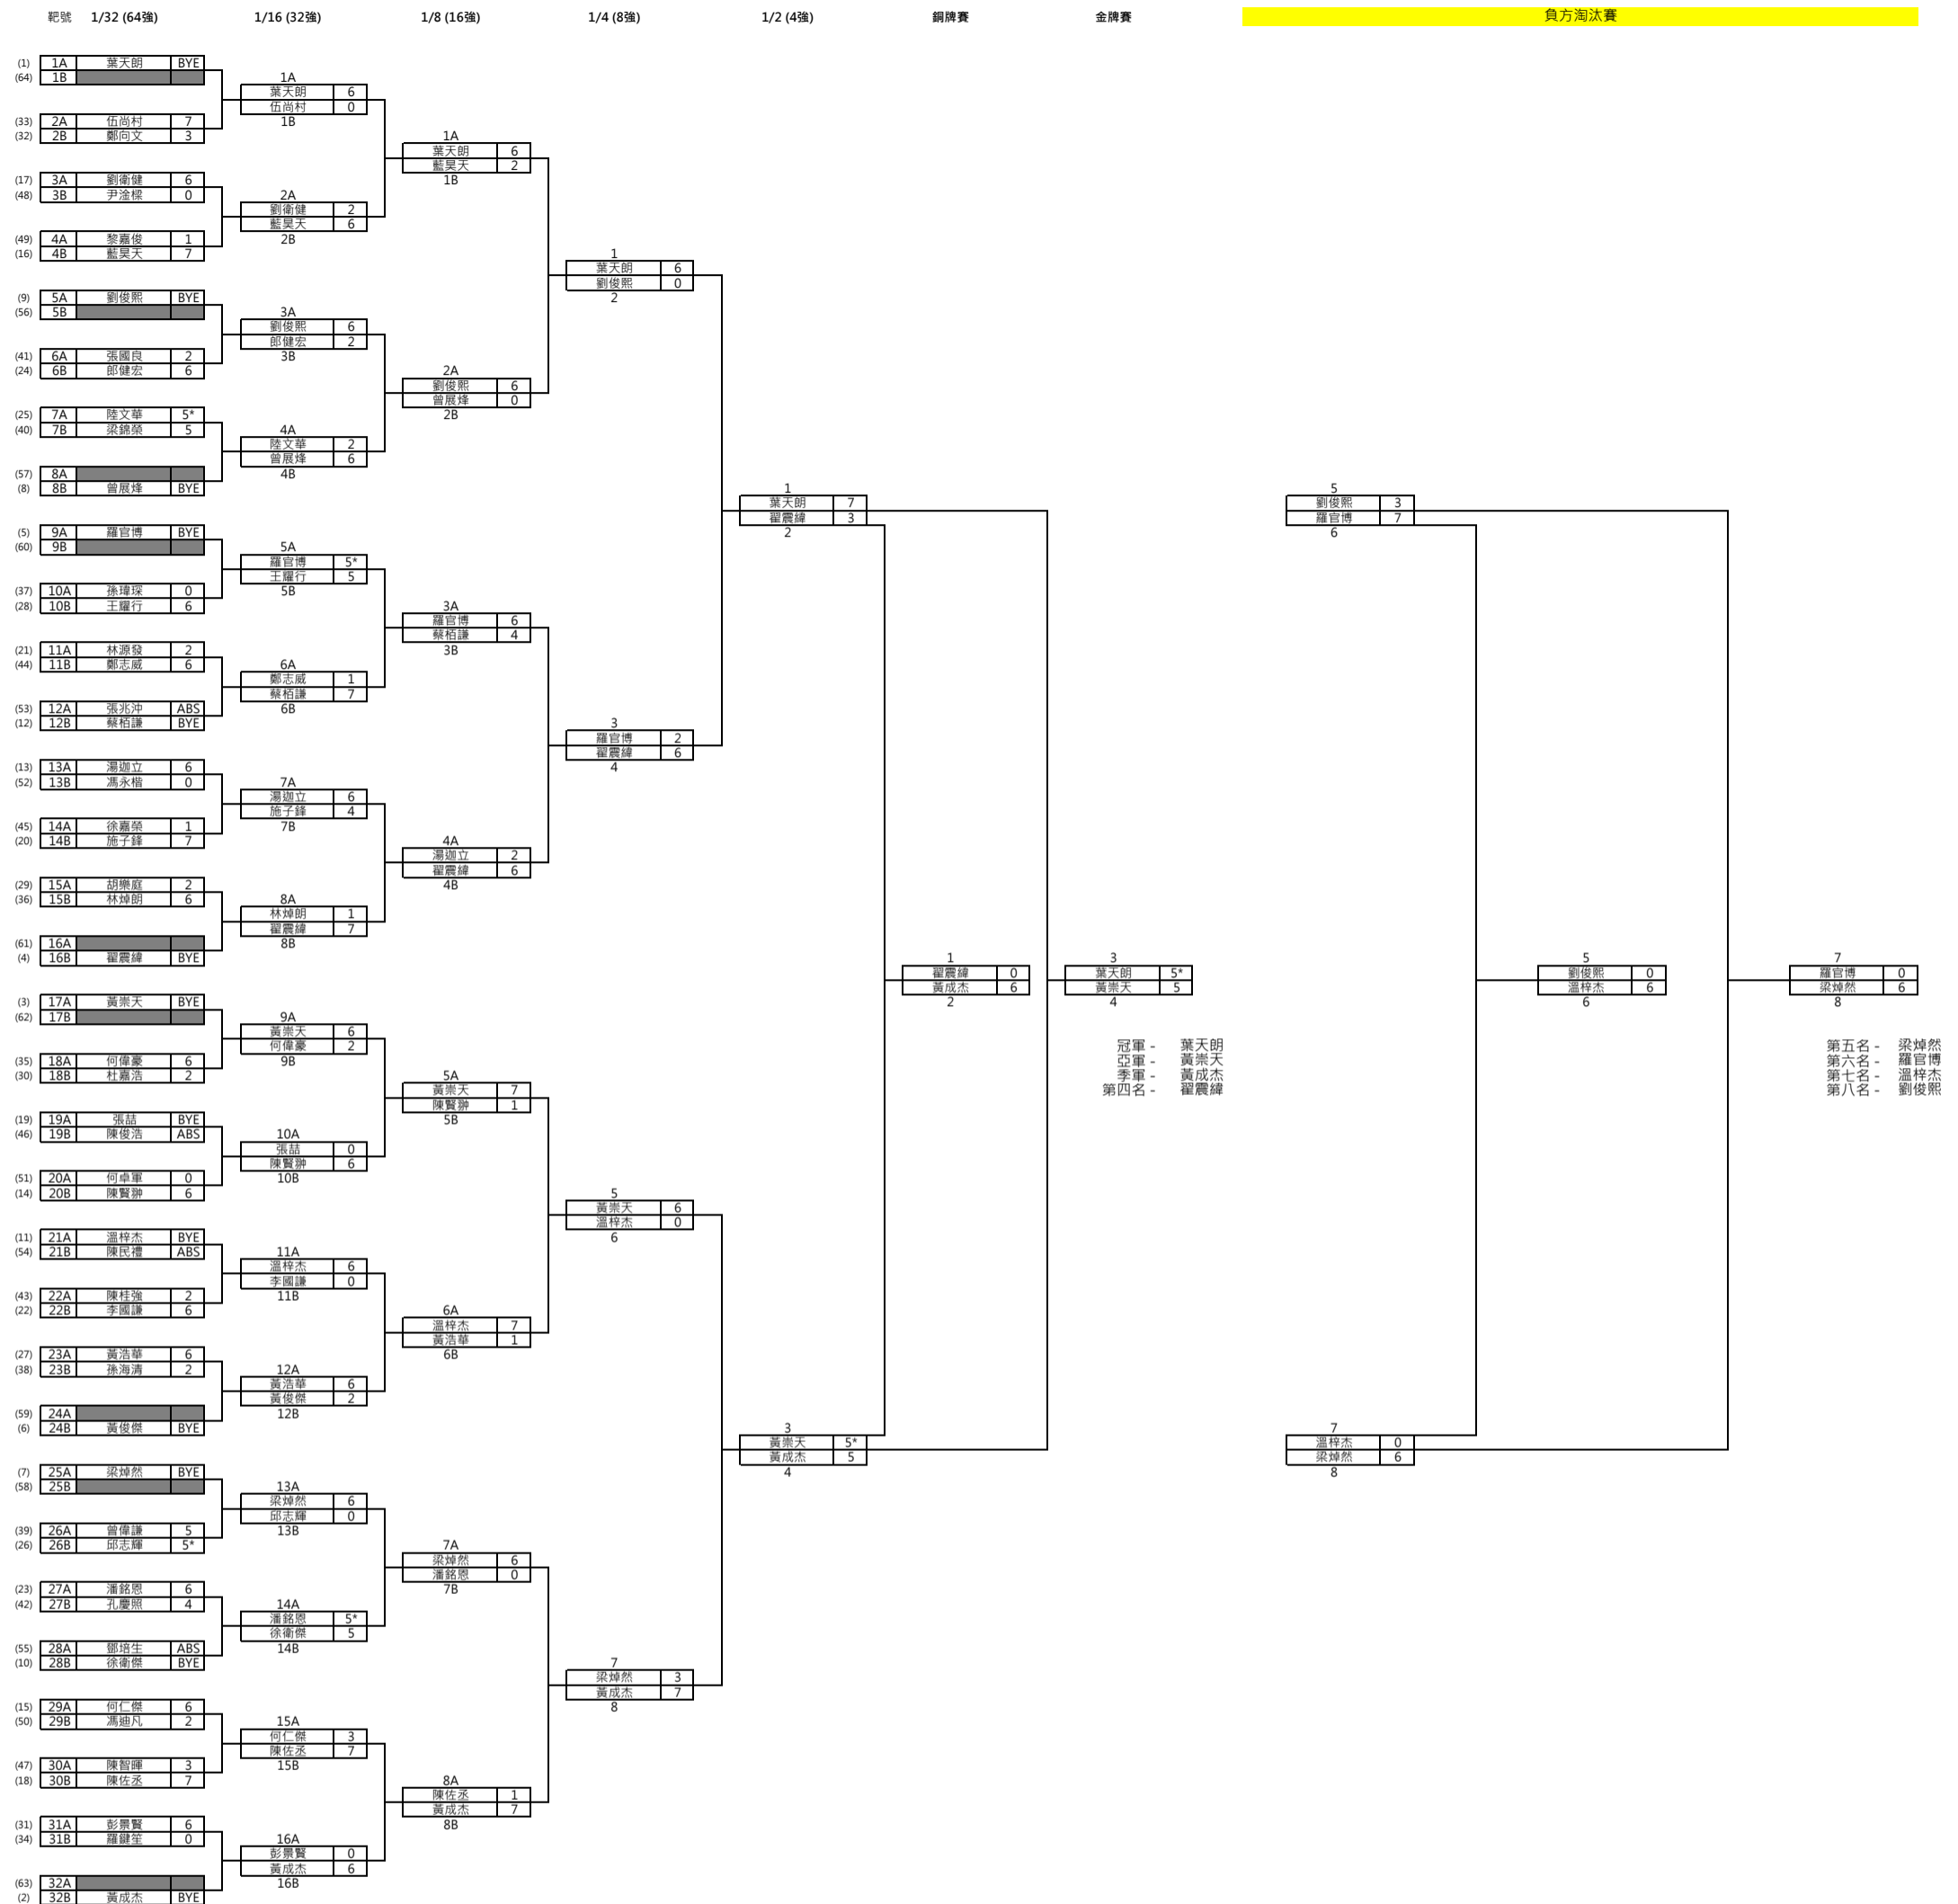 靶號 1/32 (64強) 1/16 (32強) 1/8 (16強) 1/4 (8強) 1/2 (4強) 銅牌賽 金牌賽 負方淘汰賽
(1) 1A 葉天朗 BYE
(64) 1B
1A
葉天朗 6
伍尚村 0
1B
(33) 2A 伍尚村 7
(32) 2B 鄭向文 3
1A
葉天朗 6
藍昊天 2
1B
(17) 3A 劉衛健 6
(48) 3B 尹淦樑 0
2A
劉衛健 2
藍昊天 6
2B
(49) 4A 黎嘉俊 1
(16) 4B 藍昊天 7
1
葉天朗 6
劉俊熙 0
2
(9) 5A 劉俊熙 BYE
(56) 5B
3A
劉俊熙 6
郎健宏 2
3B
(41) 6A 張國良 2
(24) 6B 郎健宏 6
2A
劉俊熙 6
曾展烽 0
2B
(25) 7A 陸文華 5*
(40) 7B 梁錦榮 5
4A
陸文華 2
曾展烽 6
4B
(57) 8A
(8) 8B 曾展烽 BYE
1
葉天朗 7
翟震緯 3
2
5
劉俊熙 3
羅官博 7
6
(5) 9A 羅官博 BYE
(60) 9B
5A
羅官博 5*
王耀行 5
5B
(37) 10A 孫瑋琛 0
(28) 10B 王耀行 6
3A
羅官博 6
蔡栢謙 4
3B
(21) 11A 林源發 2
(44) 11B 鄭志威 6
6A
鄭志威 1
蔡栢謙 7
6B
(53) 12A 張兆沖 ABS
(12) 12B 蔡栢謙 BYE
3
羅官博 2
翟震緯 6
4
(13) 13A 湯迦立 6
(52) 13B 馮永楷 0
7A
湯迦立 6
施子鋒 4
7B
(45) 14A 徐嘉榮 1
(20) 14B 施子鋒 7
4A
湯迦立 2
翟震緯 6
4B
(29) 15A 胡樂庭 2
(36) 15B 林焯朗 6
8A
林焯朗 1
翟震緯 7
8B
(61) 16A
(4) 16B 翟震緯 BYE
1
翟震緯 0
黃成杰 6
2
3
葉天朗 5*
黃崇天 5
4
5
劉俊熙 0
溫梓杰 6
6
7
羅官博 0
梁焯然 6
8
(3) 17A 黃崇天 BYE
(62) 17B
9A
黃崇天 6
何偉豪 2
9B
冠軍 - 葉天朗
亞軍 - 黃崇天
季軍 - 黃成杰
第四名 - 翟震緯
第五名 - 梁焯然
第六名 - 羅官博
第七名 - 溫梓杰
第八名 - 劉俊熙
(35) 18A 何偉豪 6
(30) 18B 杜嘉浩 2
5A
黃崇天 7
陳賢翀 1
5B
(19) 19A 張喆 BYE
(46) 19B 陳俊浩 ABS
10A
張喆 0
陳賢翀 6
10B
(51) 20A 何卓軍 0
(14) 20B 陳賢翀 6
5
黃崇天 6
溫梓杰 0
6
(11) 21A 溫梓杰 BYE
(54) 21B 陳民禮 ABS
11A
溫梓杰 6
李國謙 0
11B
(43) 22A 陳桂強 2
(22) 22B 李國謙 6
6A
溫梓杰 7
黃浩華 1
6B
(27) 23A 黃浩華 6
(38) 23B 孫海清 2
12A
黃浩華 6
黃俊傑 2
12B
(59) 24A
(6) 24B 黃俊傑 BYE
3
黃崇天 5*
黃成杰 5
4
7
溫梓杰 0
梁焯然 6
8
(7) 25A 梁焯然 BYE
(58) 25B
13A
梁焯然 6
邱志輝 0
13B
(39) 26A 曾偉謙 5
(26) 26B 邱志輝 5*
7A
梁焯然 6
潘銘恩 0
7B
(23) 27A 潘銘恩 6
(42) 27B 孔慶照 4
14A
潘銘恩 5*
徐衛傑 5
14B
(55) 28A 鄧培生 ABS
(10) 28B 徐衛傑 BYE
7
梁焯然 3
黃成杰 7
8
(15) 29A 何仁傑 6
(50) 29B 馮迪凡 2
15A
何仁傑 3
陳佐丞 7
15B
(47) 30A 陳智暉 3
(18) 30B 陳佐丞 7
8A
陳佐丞 1
黃成杰 7
8B
(31) 31A 彭景賢 6
(34) 31B 羅鍵笙 0
16A
彭景賢 0
黃成杰 6
16B
(63) 32A
(2) 32B 黃成杰 BYE